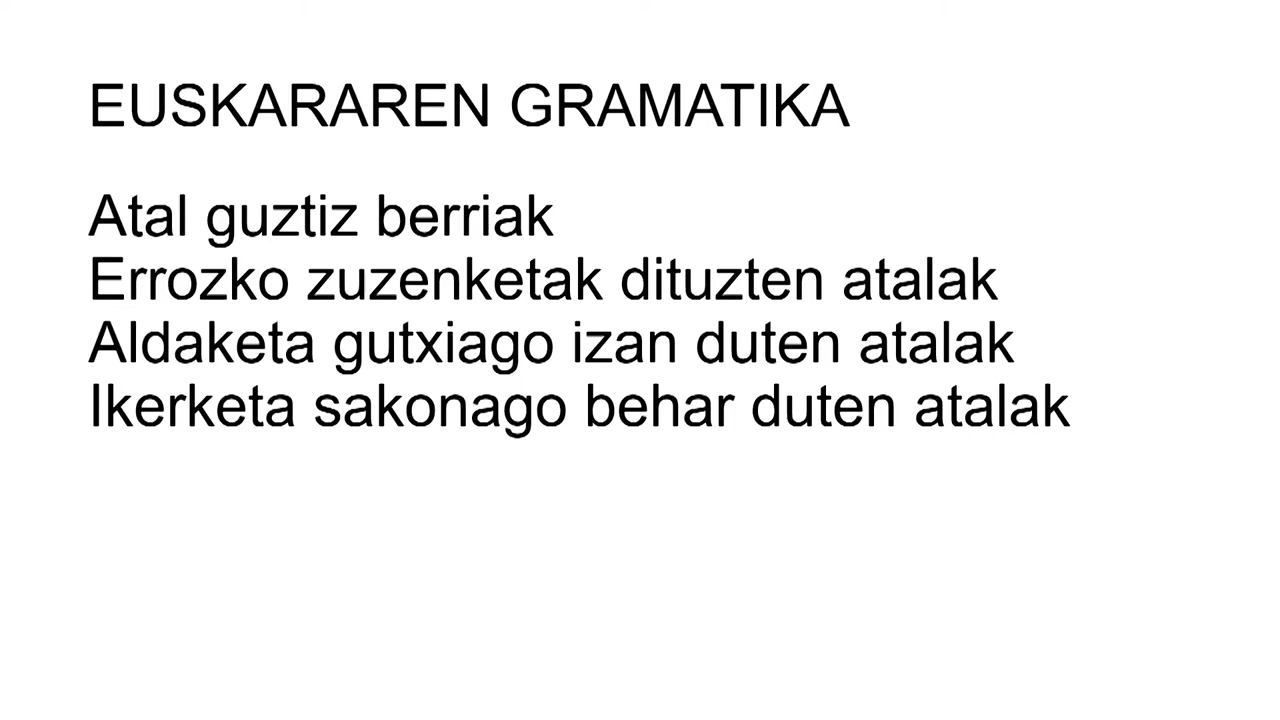 EUSKARAREN GRAMATIKA
Atal guztiz berriak
Errozko zuzenketak dituzten atalak
Aldaketa gutxiago izan duten atalak
Ikerketa sakonago behar duten atalak